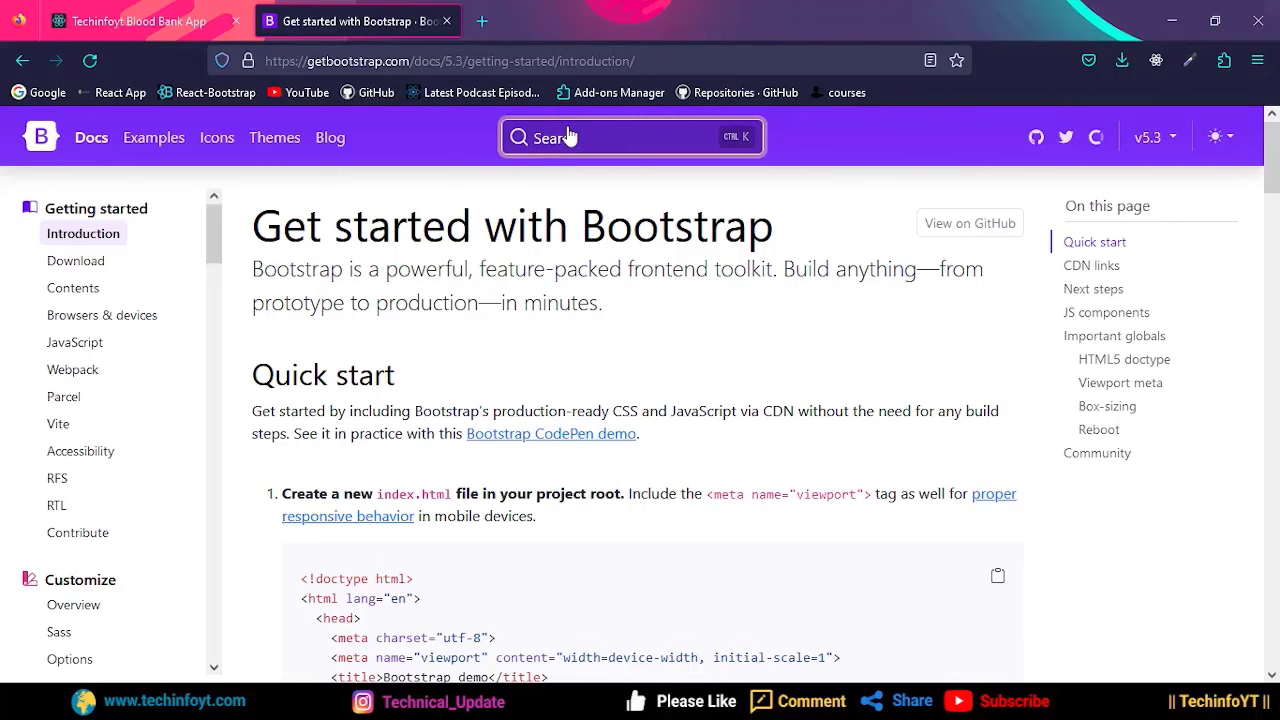 Techinfoyt Blood Bank App
Get started with Bootstrap · Boo
https://getbootstrap.com/docs/5.3/getting-started/introduction/
Google
React App
React-Bootstrap
YouTube
GitHub
Latest Podcast Episod...
Add-ons Manager
Repositories · GitHub
courses
B
Docs
Examples
Icons
Themes
Blog
Search
CTRL K
v5.3
Getting started
Introduction
Download
Contents
Browsers & devices
JavaScript
Webpack
Parcel
Vite
Accessibility
RFS
RTL
Contribute
Customize
Overview
Sass
Options
Get started with Bootstrap
View on GitHub
Bootstrap is a powerful, feature-packed frontend toolkit. Build anything—from
prototype to production—in minutes.
Quick start
Get started by including Bootstrap's production-ready CSS and JavaScript via CDN without the need for any build
steps. See it in practice with this Bootstrap CodePen demo.
1. Create a new index.html file in your project root. Include the <meta name="viewport"> tag as well for proper
responsive behavior in mobile devices.
<!doctype html>
<html lang="en">
<head>
<meta charset="utf-8">
<meta name="viewport" content="width=device-width, initial-scale=1">
<title>Bootstrap demo</title>
On this page
Quick start
CDN links
Next steps
JS components
Important globals
HTML5 doctype
Viewport meta
Box-sizing
Reboot
Community
www.techinfoyt.com
Technical_Update
Please Like
Comment
Share
Subscribe
|| TechinfoYT ||